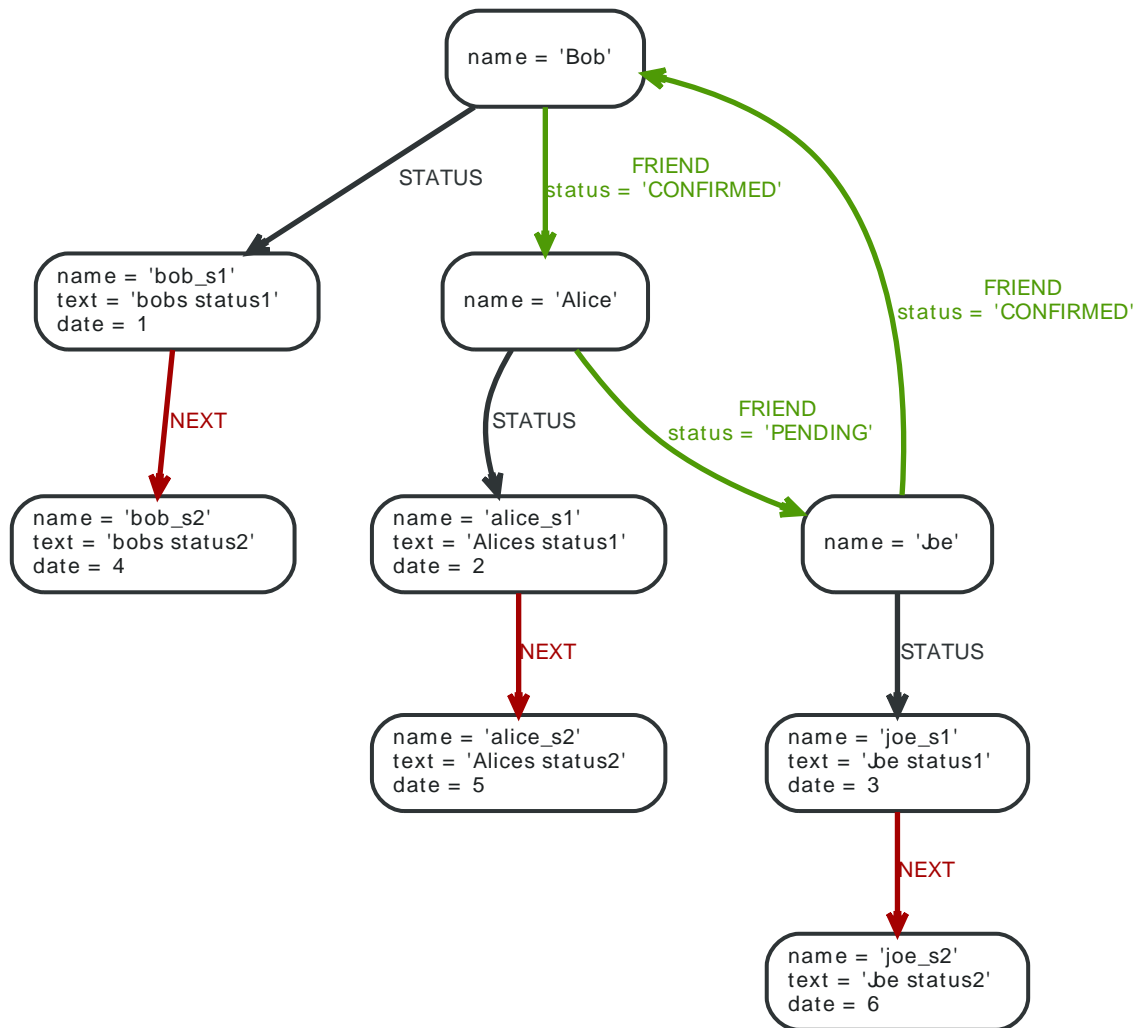 name = 'Bob'
FRIEND
status = 'CONFIRMED'
STATUS
name = 'bob_s1'
text = 'bobs status1'
date = 1
name = 'Alice'
FRIEND
status = 'CONFIRMED'
NEXT
STATUS
FRIEND
status = 'PENDING'
name = 'bob_s2'
text = 'bobs status2'
date = 4
name = 'alice_s1'
text = 'Alices status1'
date = 2
name = 'Joe'
NEXT
STATUS
name = 'alice_s2'
text = 'Alices status2'
date = 5
name = 'joe_s1'
text = 'Joe status1'
date = 3
NEXT
name = 'joe_s2'
text = 'Joe status2'
date = 6